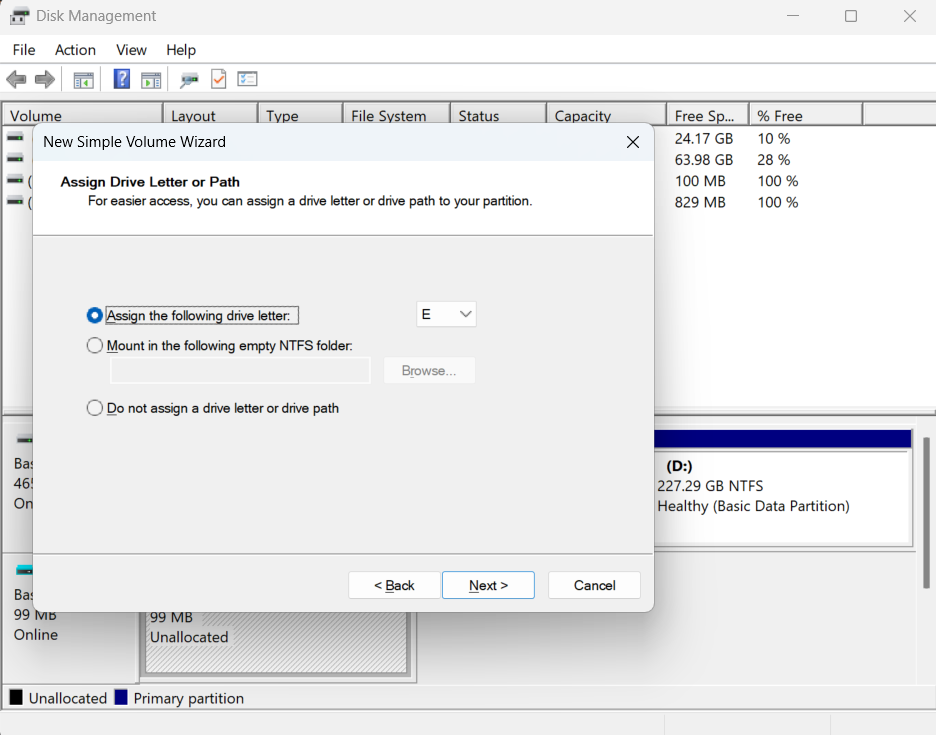 Disk Management
File Action View Help
Volume Layout Type File System Status Capacity Free Sp... % Free
24.17 GB 10 %
63.98 GB 28 %
( 100 MB 100 %
( 829 MB 100 %
New Simple Volume Wizard
Assign Drive Letter or Path
For easier access, you can assign a drive letter or drive path to your partition.
Assign the following drive letter: E
Mount in the following empty NTFS folder:
Browse...
Do not assign a drive letter or drive path
< Back Next > Cancel
Bas
465
On
(D:)
227.29 GB NTFS
Healthy (Basic Data Partition)
Bas
99 MB
Online
99 MB
Unallocated
Unallocated Primary partition